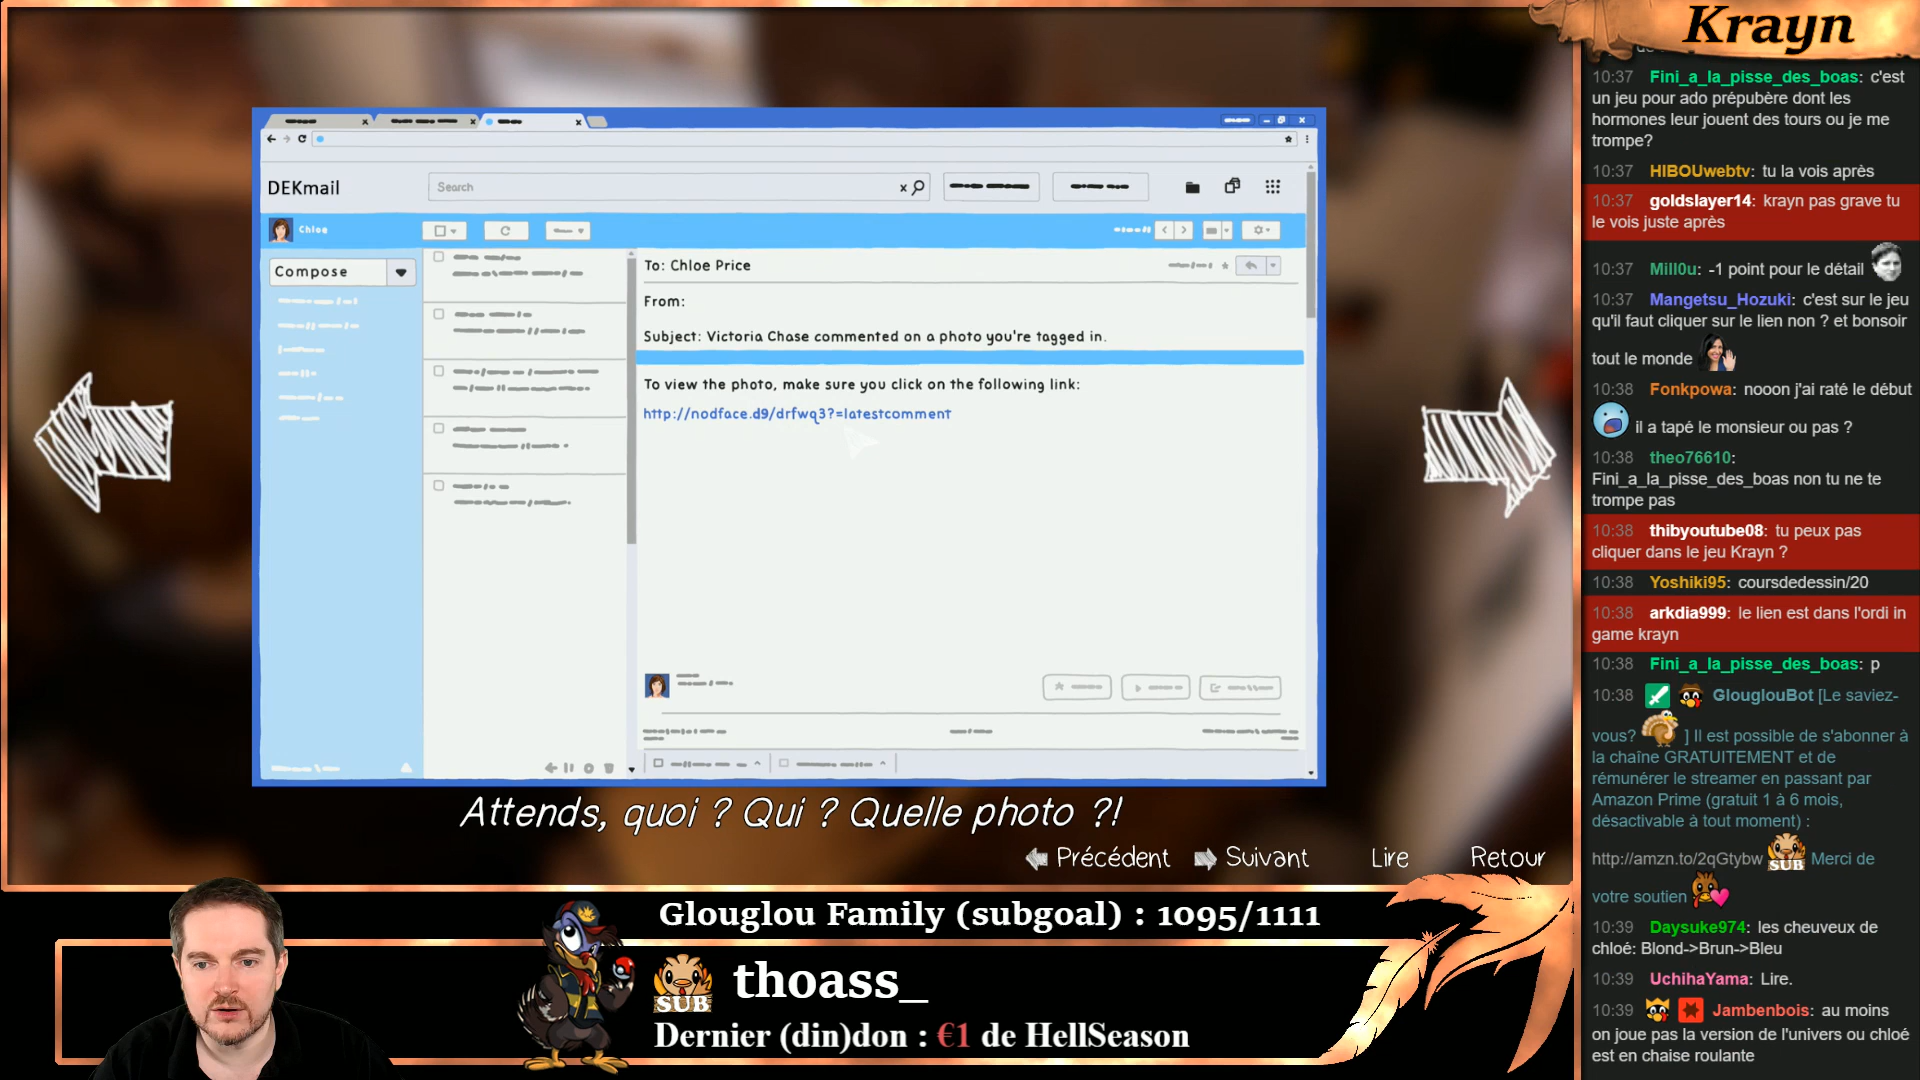 DEKmail
Search
Chloe
Compose
To: Chloe Price
From:
Subject: Victoria Chase commented on a photo you're tagged in.
To view the photo, make sure you click on the following link:
http://nodface.d9/drfwq3?=latestcomment
Attends, quoi ? Qui ? Quelle photo ?!
Précédent
Suivant
Lire
Retour
Glouglou Family (subgoal) : 1095/1111
SUB
thoass_
Dernier (din)don : €1 de HellSeason
Krayn
10:37 Fini_a_la_pisse_des_boas: c'est
un jeu pour ado prépubère dont les
hormones leur jouent des tours ou je me
trompe?
10:37 HIBOUwebtv: tu la vois après
10:37 goldslayer14: krayn pas grave tu
le vois juste après
10:37 Mill0u: -1 point pour le détail
10:37 Mangetsu_Hozuki: c'est sur le jeu
qu'il faut cliquer sur le lien non ? et bonsoir
tout le monde
10:38 Fonkpowa: nooon j'ai raté le début
il a tapé le monsieur ou pas ?
10:38 theo76610:
Fini_a_la_pisse_des_boas non tu ne te
trompe pas
10:38 thibyoutube08: tu peux pas
cliquer dans le jeu Krayn ?
10:38 Yoshiki95: coursdedessin/20
10:38 arkdia999: le lien est dans l'ordi in
game krayn
10:38 Fini_a_la_pisse_des_boas: p
10:38 GlouglouBot [Le saviez-
vous? ] Il est possible de s'abonner à
la chaîne GRATUITEMENT et de
rémunérer le streamer en passant par
Amazon Prime (gratuit 1 à 6 mois,
désactivable à tout moment) :
http://amzn.to/2qGtybw SUB Merci de
votre soutien
10:39 Daysuke974: les cheuveux de
chloé: Blond->Brun->Bleu
10:39 UchihaYama: Lire.
10:39 Jambenbois: au moins
on joue pas la version de l'univers ou chloé
est en chaise roulante